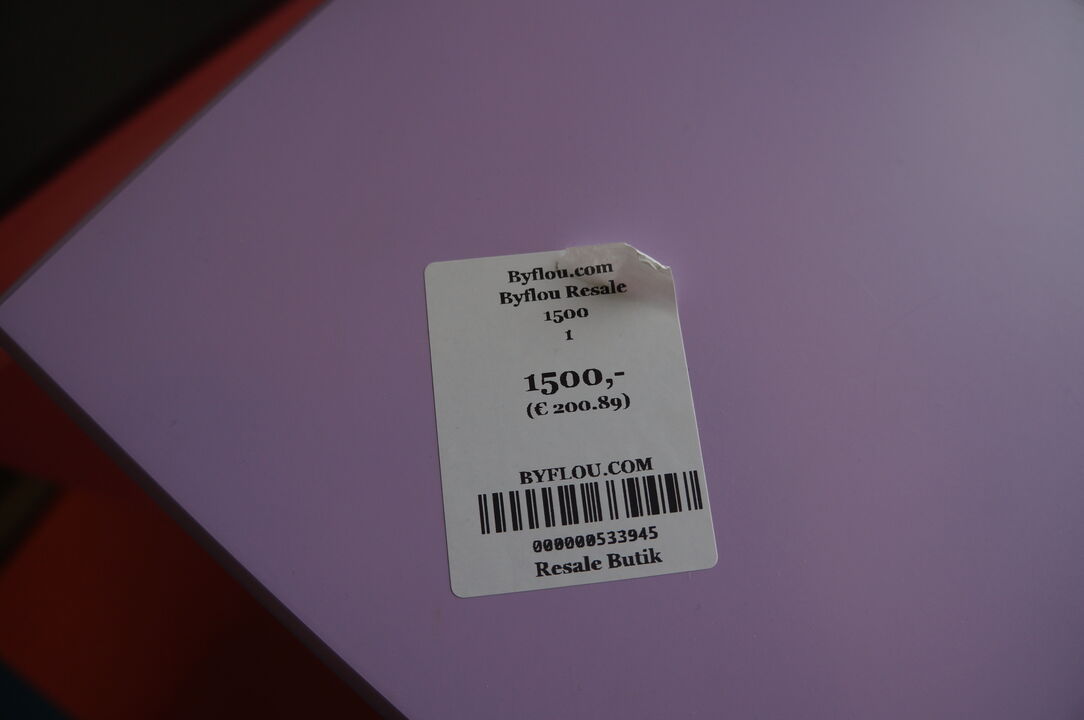 Byflou.com
Byflou Resale
1500
1
1500,-
(€ 200.89)
BYFLOU.COM
000000533945
Resale Butik